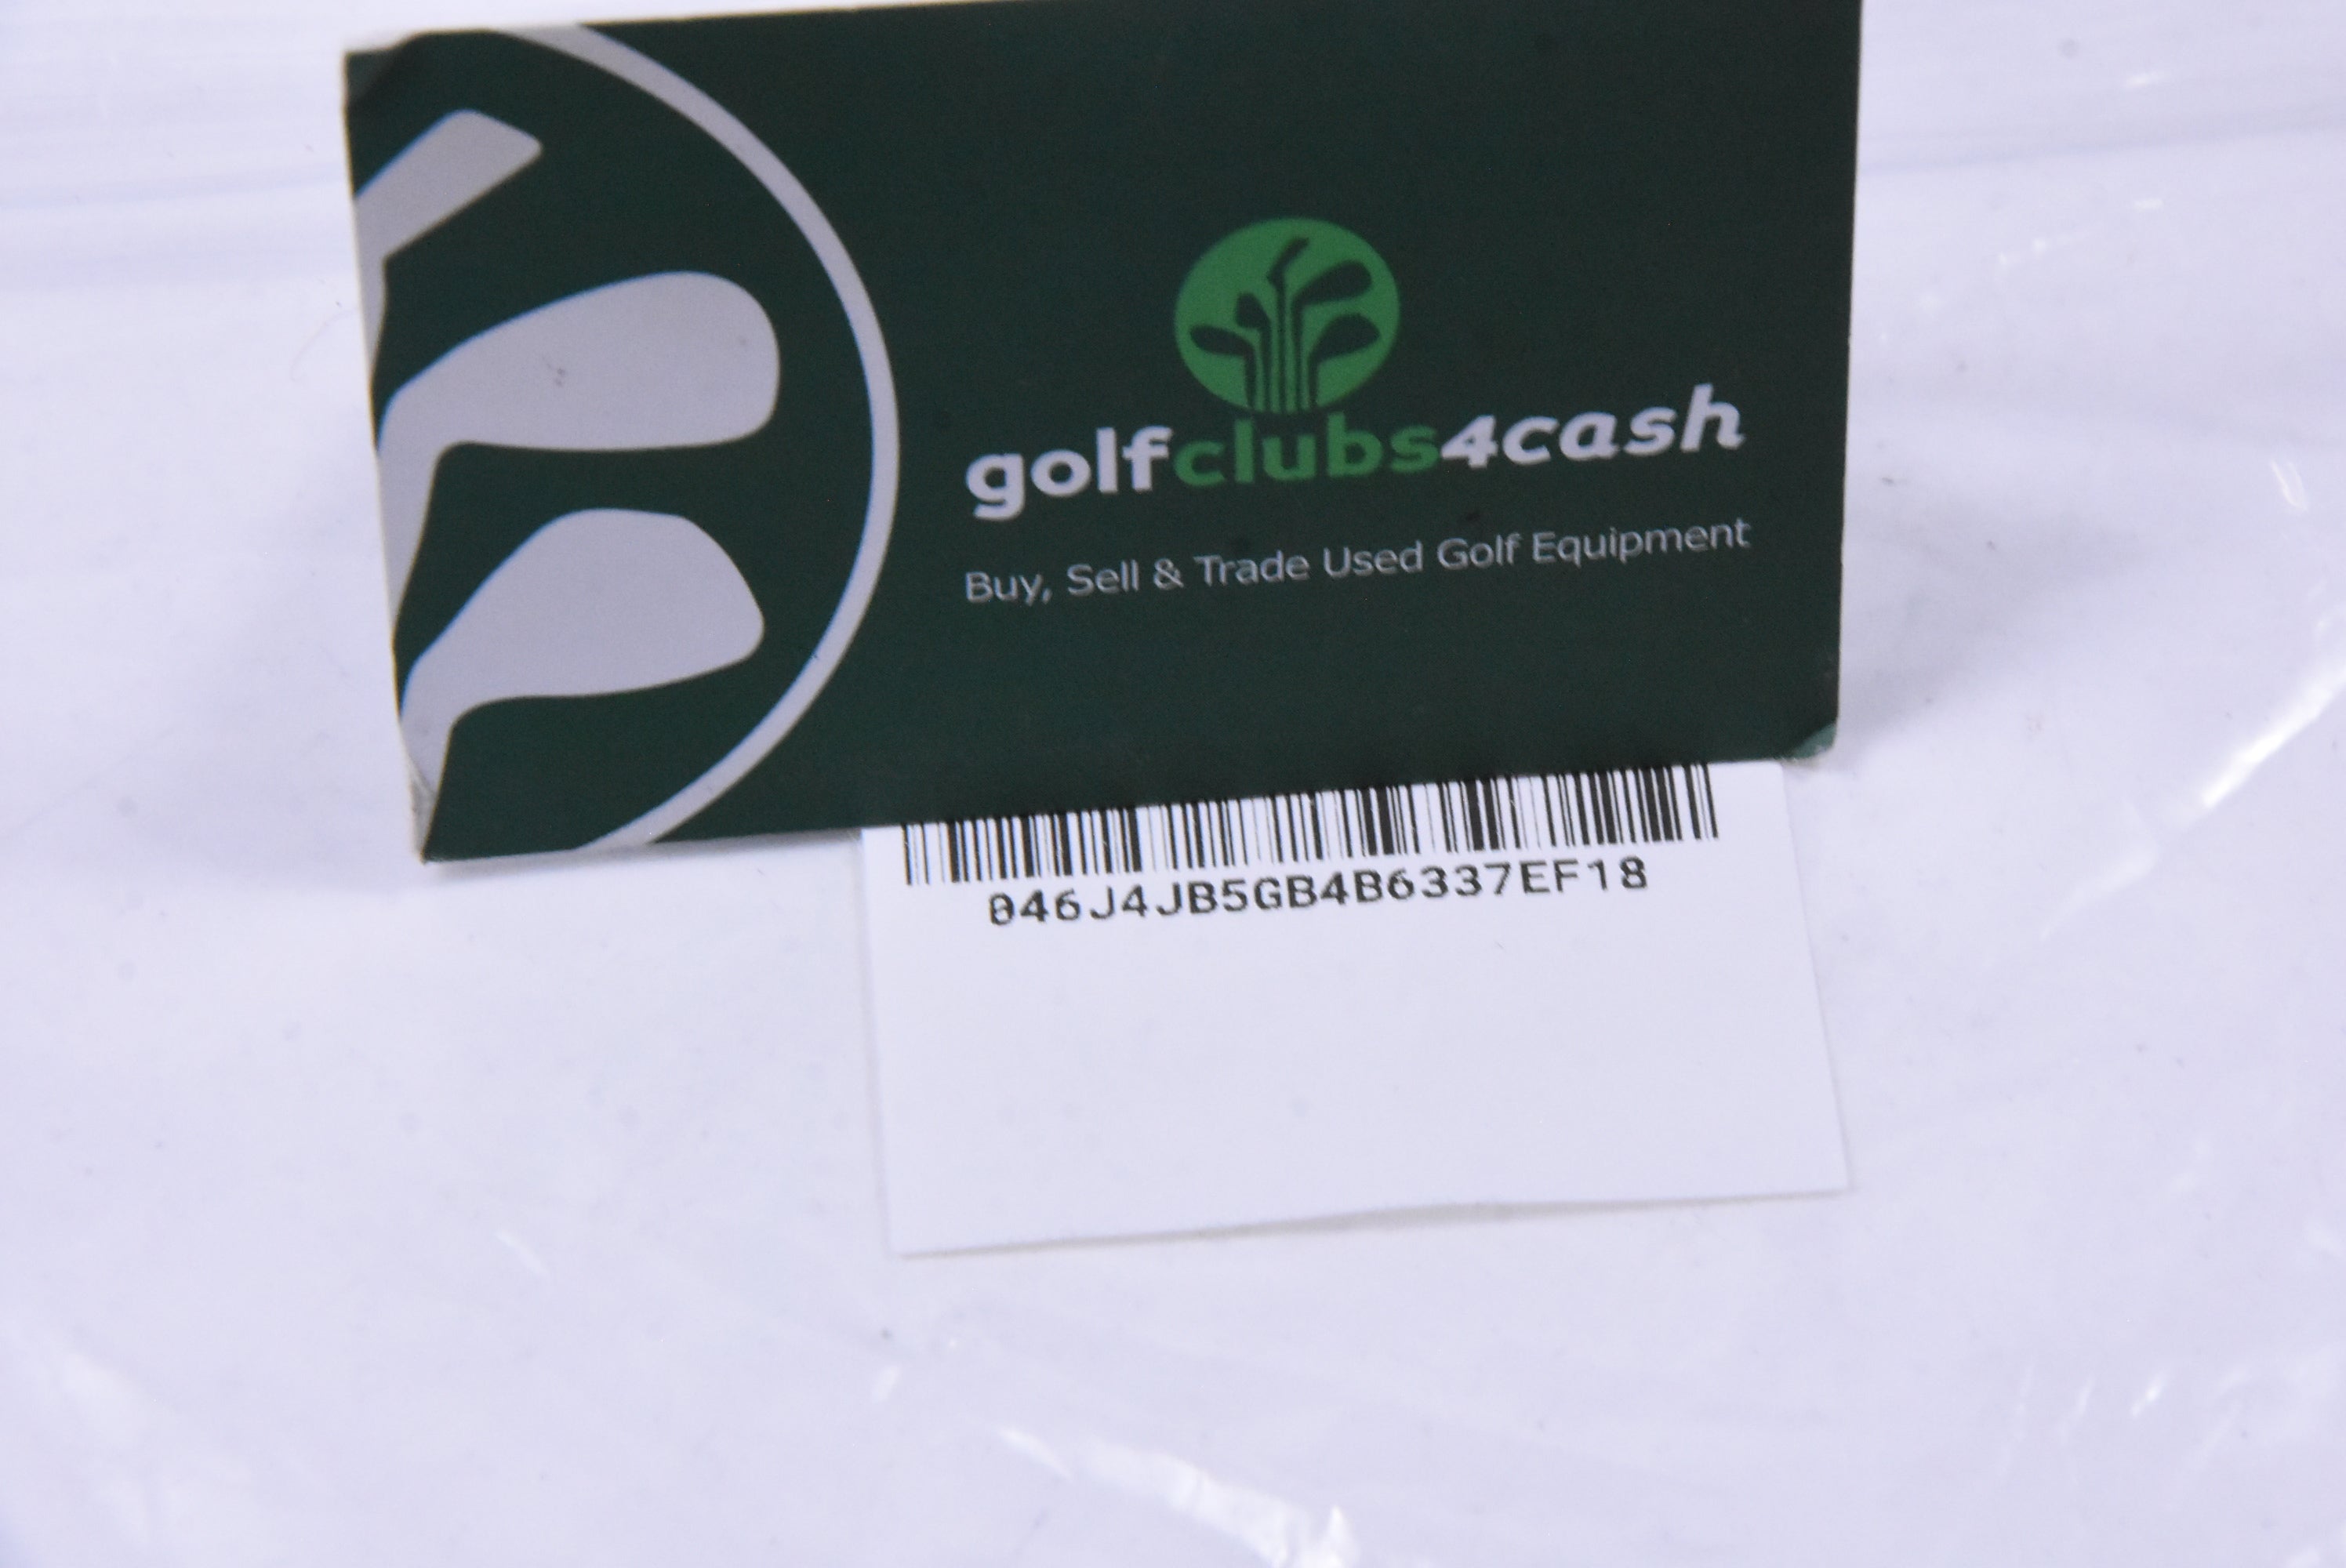 golfclubs4cash
Buy, Sell & Trade Used Golf Equipment
046J4JB5GB4B6337EF18